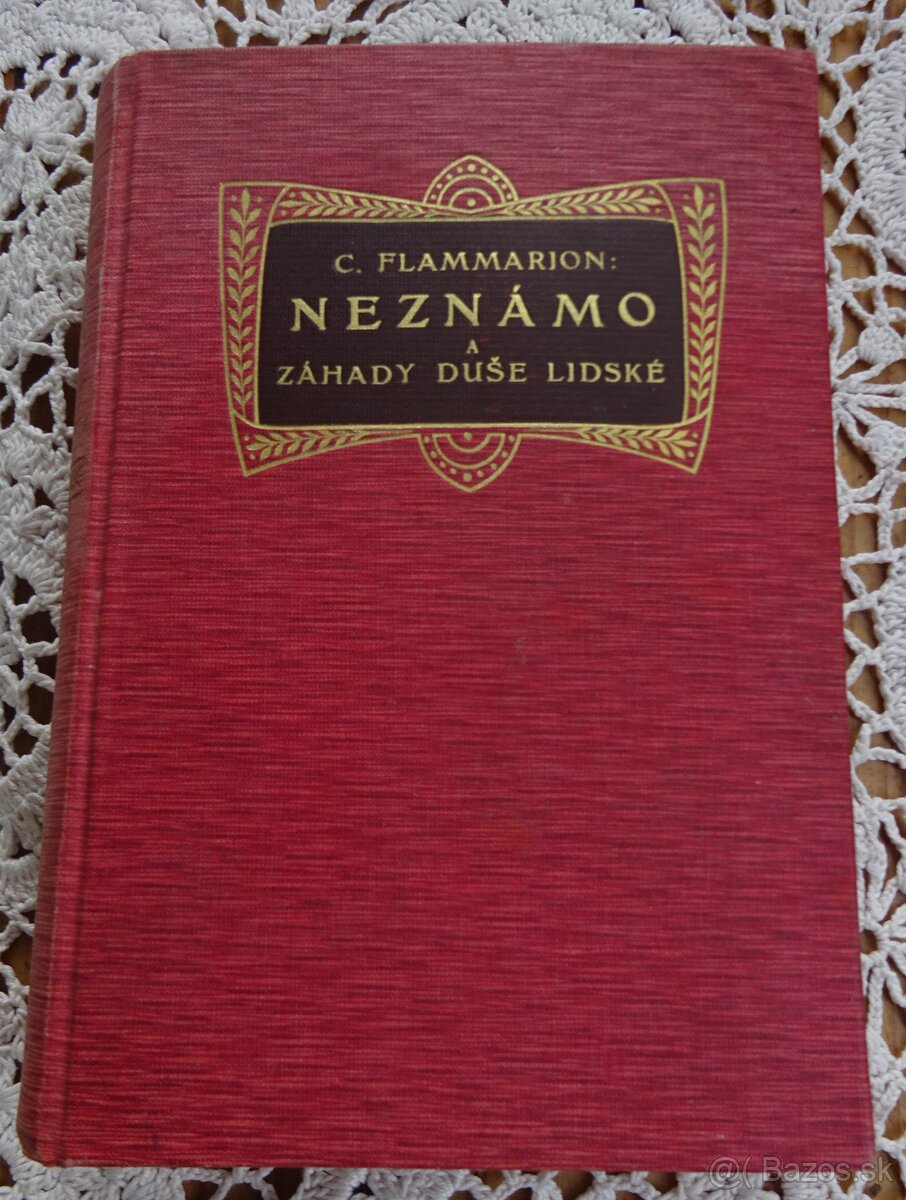 C. FLAMMARION:
NEZNÁMO
A
ZÁHADY DUŠE LIDSKÉ
@( Bazos.sk